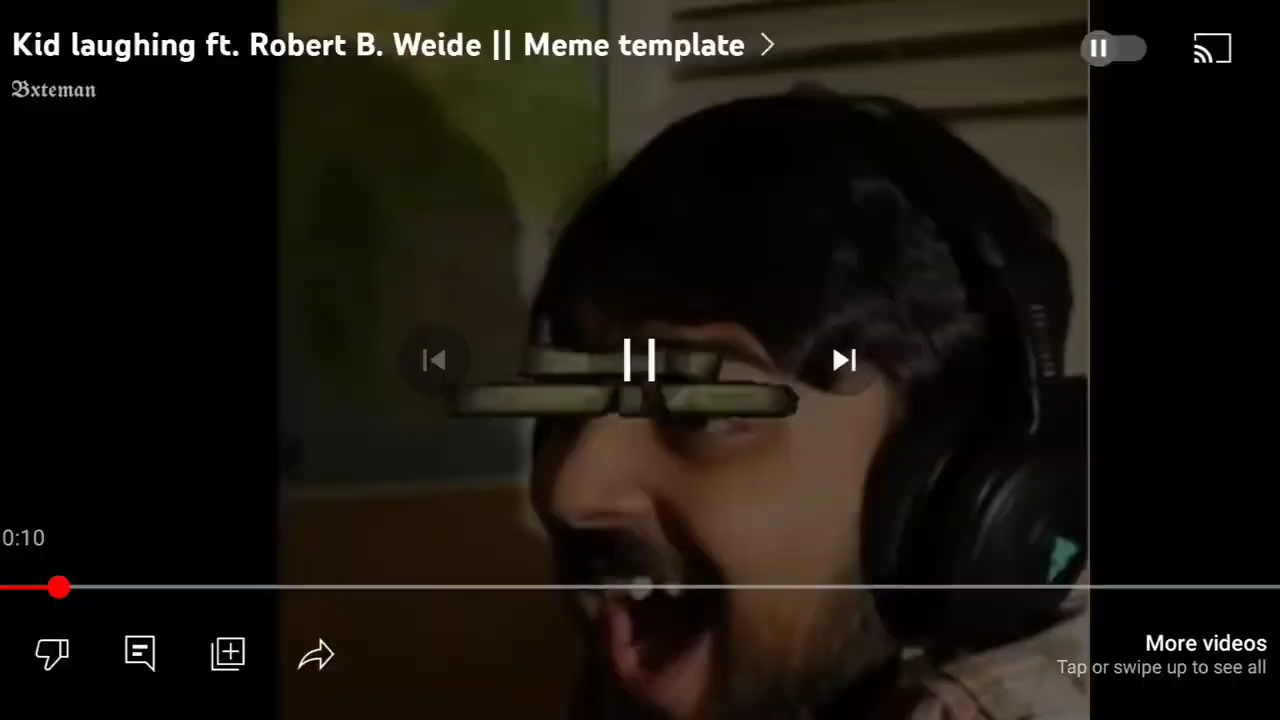 Kid laughing ft. Robert B. Weide || Meme template
𝔅𝔵𝔱𝔢𝔪𝔞𝔫
0:10
More videos
Tap or swipe up to see all